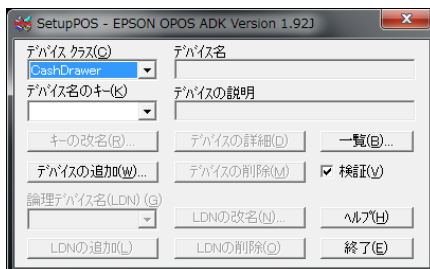 SetupPOS - EPSON OPOS ADK Version 1.92J
デバイス クラス(C)
デバイス名
CashDrawer
デバイス名のキー(K)
デバイスの説明
キーの改名(R)...
デバイスの詳細(D)
一覧(B)...
デバイスの追加(W)...
デバイスの削除(M)
検証(V)
論理デバイス名(LDN) (G)
LDNの改名(N)...
ヘルプ(H)
LDNの追加(L)
LDNの削除(O)
終了(E)